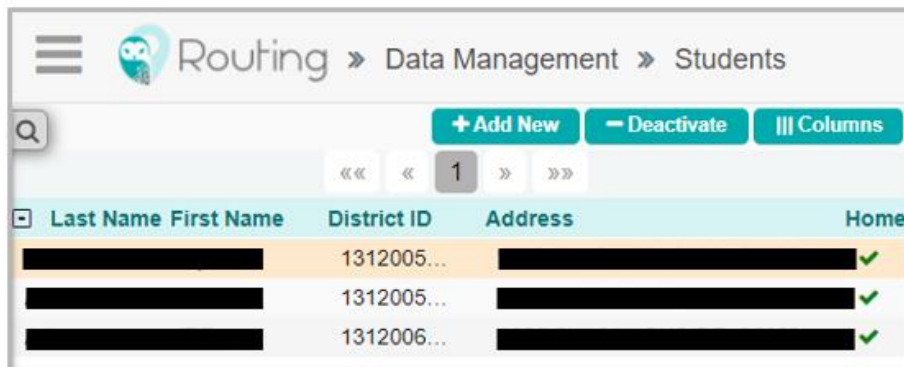 Routing » Data Management » Students
+ Add New − Deactivate ||| Columns
«« « 1 » »»
Last Name First Name District ID Address Home
1312005...
1312005...
1312006...